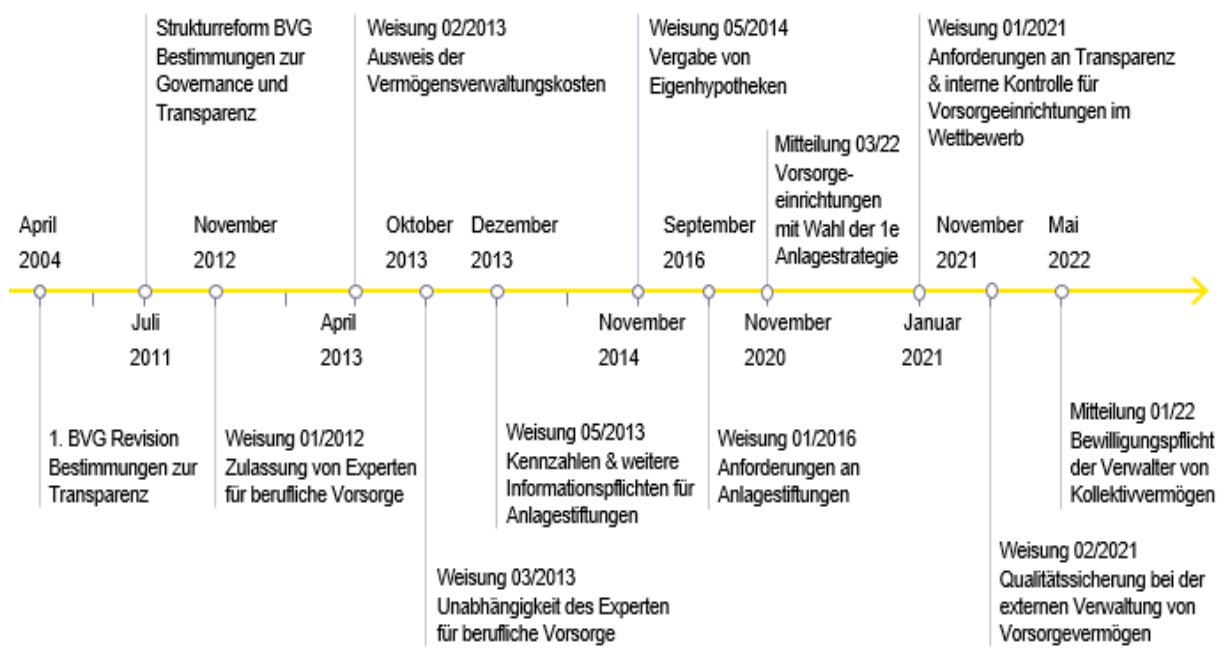 Strukturreform BVG
Bestimmungen zur
Governance und
Transparenz
Weisung 02/2013
Ausweis der
Vermögensverwaltungskosten
Weisung 05/2014
Vergabe von
Eigenhypotheken
Weisung 01/2021
Anforderungen an Transparenz
& interne Kontrolle für
Vorsorgeeinrichtungen im
Wettbewerb
Mitteilung 03/22
Vorsorge-
einrichtungen
mit Wahl der 1e
Anlagestrategie
April
2004
November
2012
Oktober
2013
Dezember
2013
September
2016
November
2021
Mai
2022
Juli
2011
April
2013
November
2014
November
2020
Januar
2021
1. BVG Revision
Bestimmungen zur
Transparenz
Weisung 01/2012
Zulassung von Experten
für berufliche Vorsorge
Weisung 03/2013
Unabhängigkeit des Experten
für berufliche Vorsorge
Weisung 05/2013
Kennzahlen & weitere
Informationspflichten für
Anlagestiftungen
Weisung 01/2016
Anforderungen an
Anlagestiftungen
Weisung 02/2021
Qualitätssicherung bei der
externen Verwaltung von
Vorsorgevermögen
Mitteilung 01/22
Bewilligungspflicht
der Verwalter von
Kollektivvermögen